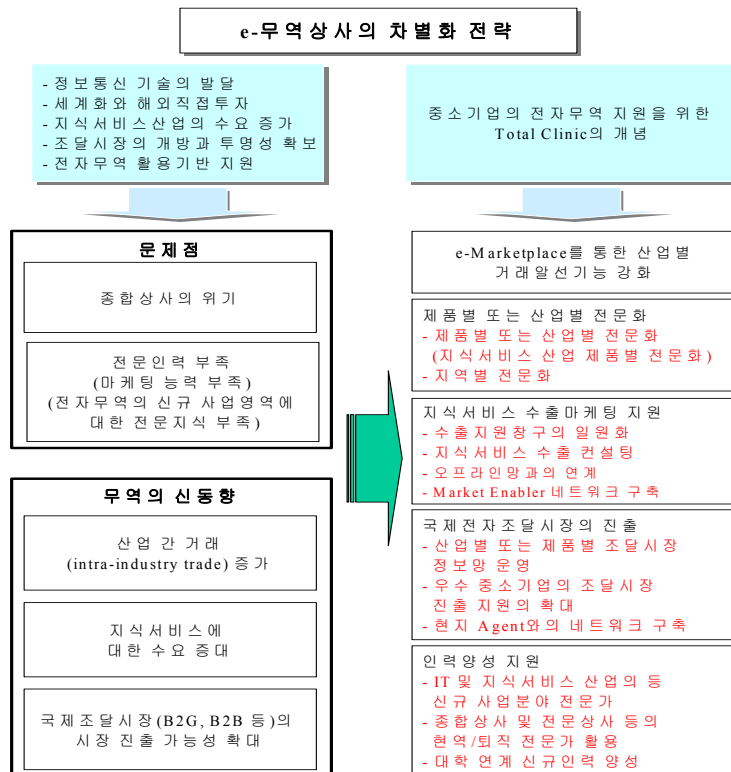 e-무역상사의 차별화 전략
- 정보통신 기술의 발달
- 세계화와 해외직접투자
- 지식서비스산업의 수요 증가
- 조달시장의 개방과 투명성 확보
- 전자무역 활용기반 지원
중소기업의 전자무역 지원을 위한
Total Clinic의 개념
문제점
종합상사의 위기
전문인력 부족
(마케팅 능력 부족)
(전자무역의 신규 사업영역에
대한 전문지식 부족)
무역의 신동향
산업 간 거래
(intra-industry trade) 증가
지식서비스에
대한 수요 증대
국제조달시장(B2G, B2B 등)의
시장 진출 가능성 확대
e-Marketplace를 통한 산업별
거래알선기능 강화
제품별 또는 산업별 전문화
- 제품별 또는 산업별 전문화
(지식서비스 산업 제품별 전문화)
- 지역별 전문화
지식서비스 수출마케팅 지원
- 수출지원창구의 일원화
- 지식서비스 수출 컨설팅
- 오프라인망과의 연계
- Market Enabler 네트워크 구축
국제전자조달시장의 진출
- 산업별 또는 제품별 조달시장
정보망 운영
- 우수 중소기업의 조달시장
진출 지원의 확대
- 현지 Agent와의 네트워크 구축
인력양성 지원
- IT 및 지식서비스 산업의 등
신규 사업분야 전문가
- 종합상사 및 전문상사 등의
현역/퇴직 전문가 활용
- 대학 연계 신규인력 양성